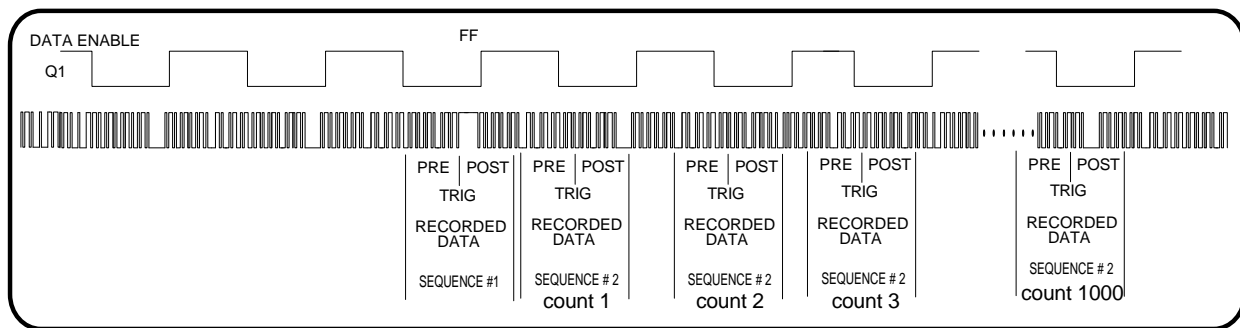 DATA ENABLE
FF
Q1
PRE POST PRE POST PRE POST PRE POST PRE POST
TRIG TRIG TRIG TRIG TRIG
RECORDED RECORDED RECORDED RECORDED RECORDED
DATA DATA DATA DATA DATA
SEQUENCE #1 SEQUENCE # 2 SEQUENCE # 2 SEQUENCE # 2 SEQUENCE # 2
count 1 count 2 count 3 count 1000